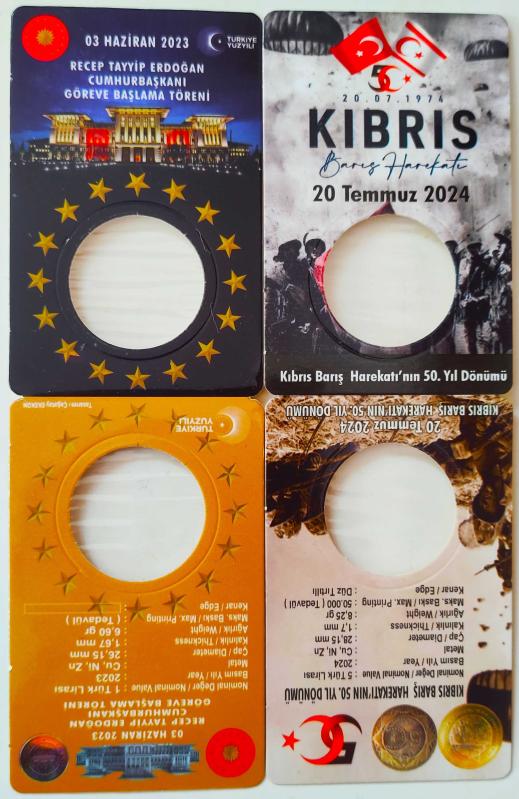 03 HAZİRAN 2023
TÜRKİYE
YÜZYILI
RECEP TAYYİP ERDOĞAN
CUMHURBAŞKANI
GÖREVE BAŞLAMA TÖRENİ
20.07.1974
KIBRIS
Barış Harekatı
20 Temmuz 2024
Kıbrıs Barış Harekatı'nın 50. Yıl Dönümü
03 HAZİRAN 2023
RECEP TAYYİP ERDOĞAN
CUMHURBAŞKANI
GÖREVE BAŞLAMA TÖRENİ
Nominal Değer / Nominal Value : 1 Türk Lirası
Basım Yılı / Year : 2023
Metal : Cu, Ni, Zn
Çap / Diameter : 26,15 mm
Kalınlık / Thickness : 1,67 mm
Ağırlık / Weight : 6,60 gr
Maks. Baskı / Max. Printing : ( Tedavül )
Kenar / Edge :
TÜRKİYE
YÜZYILI
Tasarım : Çağatay
KIBRIS BARIŞ HAREKATI'NIN 50. YIL DÖNÜMÜ
Nominal Değer / Nominal Value : 5 Türk Lirası
Basım Yılı / Year : 2024
Metal : Cu, Ni, Zn
Çap / Diameter : 28,15 mm
Kalınlık / Thickness : 1,7 mm
Ağırlık / Weight : 8,25 gr
Maks. Baskı / Max. Printing : 50.000 ( Tedavül )
Kenar / Edge : Düz Tırtıllı
20 Temmuz 2024
KIBRIS BARIŞ HAREKATI'NIN 50. YIL DÖNÜMÜ